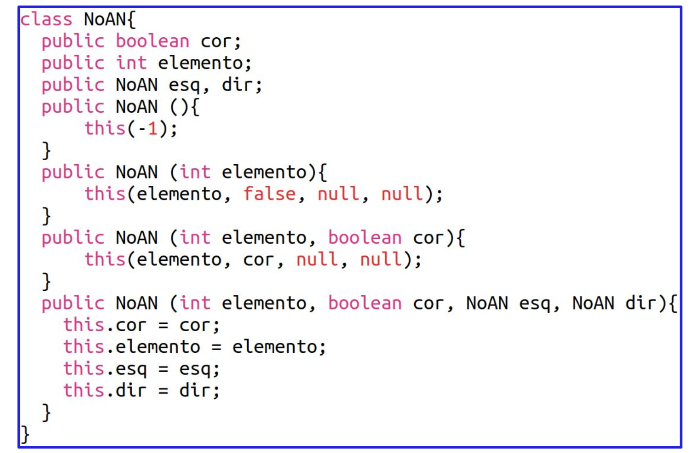 class NoAN{
  public boolean cor;
  public int elemento;
  public NoAN esq, dir;
  public NoAN (){
      this(-1);
  }
  public NoAN (int elemento){
      this(elemento, false, null, null);
  }
  public NoAN (int elemento, boolean cor){
      this(elemento, cor, null, null);
  }
  public NoAN (int elemento, boolean cor, NoAN esq, NoAN dir){
    this.cor = cor;
    this.elemento = elemento;
    this.esq = esq;
    this.dir = dir;
  }
}